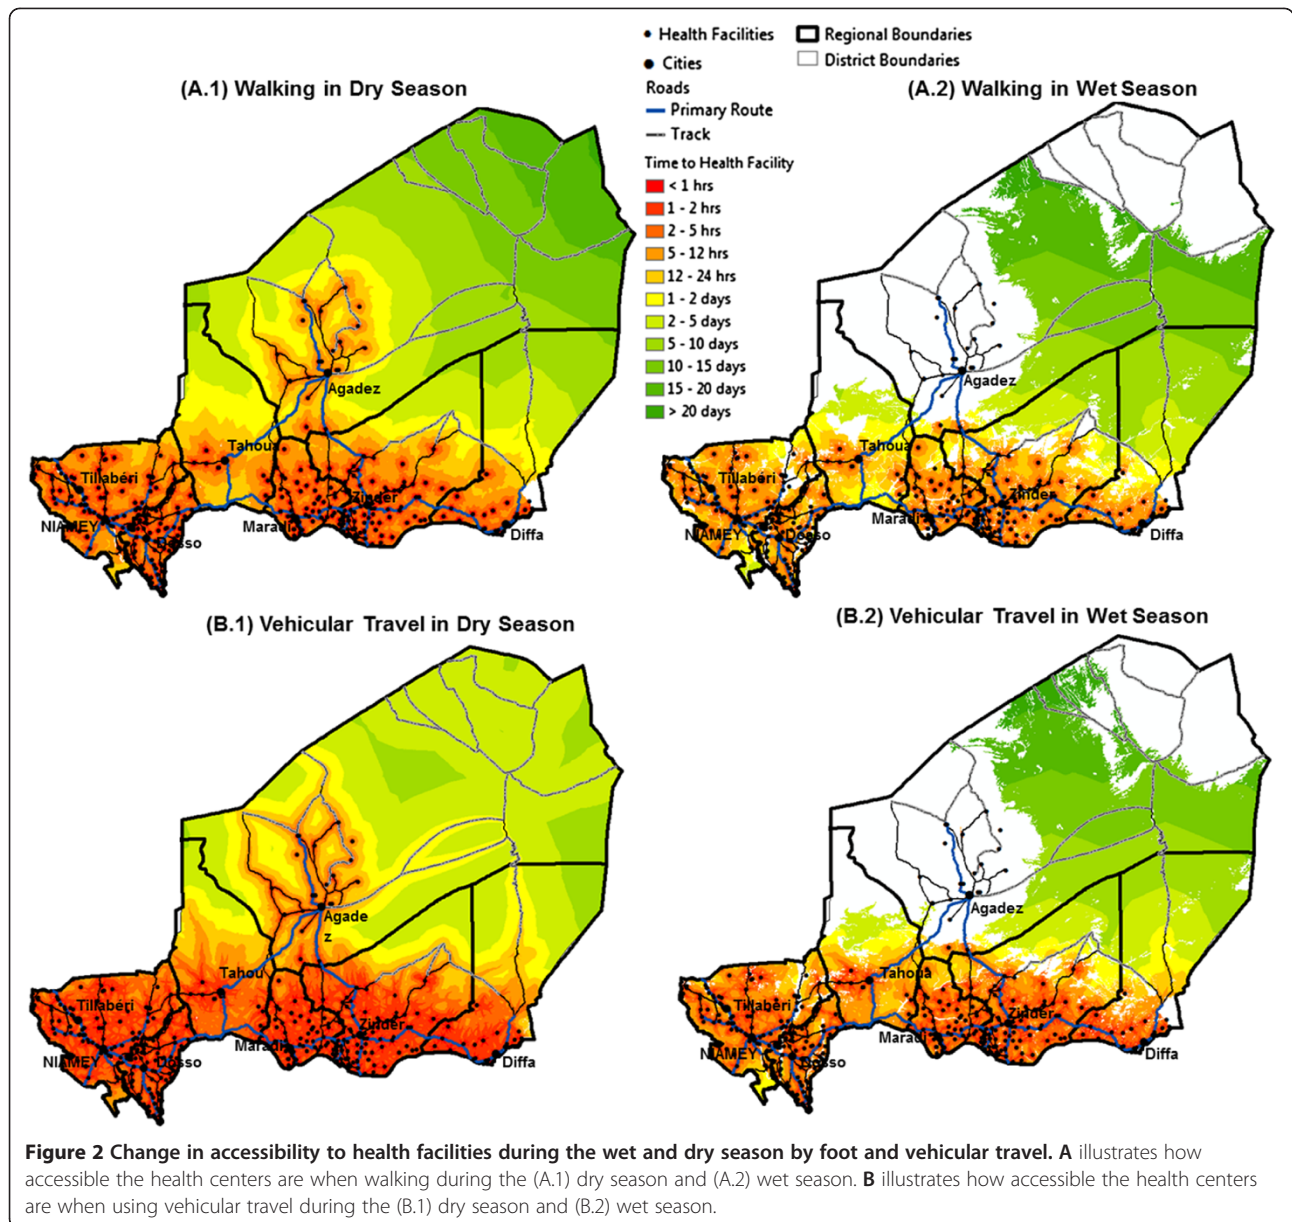 Health Facilities
Regional Boundaries
Cities
District Boundaries
(A.1) Walking in Dry Season
Roads
(A.2) Walking in Wet Season
Primary Route
Track
Time to Health Facility
< 1 hrs
1 - 2 hrs
2 - 5 hrs
5 - 12 hrs
12 - 24 hrs
1 - 2 days
2 - 5 days
5 - 10 days
10 - 15 days
15 - 20 days
> 20 days
Agadez
Tahoua
Tillabéri
Zinder
NIAMEY
Maradi
Dosso
Diffa
Agadez
Tahoua
Tillabéri
Zinder
Maradi
NIAMEY
Dosso
Diffa
(B.1) Vehicular Travel in Dry Season
(B.2) Vehicular Travel in Wet Season
Agade
z
Tahou
Tillabéri
Zinder
Maradi
NIAMEY
Dosso
Diffa
Agadez
Tahoua
Tillabéri
Zinder
Maradi
NIAMEY
Dosso
Diffa
Figure 2 Change in accessibility to health facilities during the wet and dry season by foot and vehicular travel. A illustrates how
accessible the health centers are when walking during the (A.1) dry season and (A.2) wet season. B illustrates how accessible the health centers
are when using vehicular travel during the (B.1) dry season and (B.2) wet season.